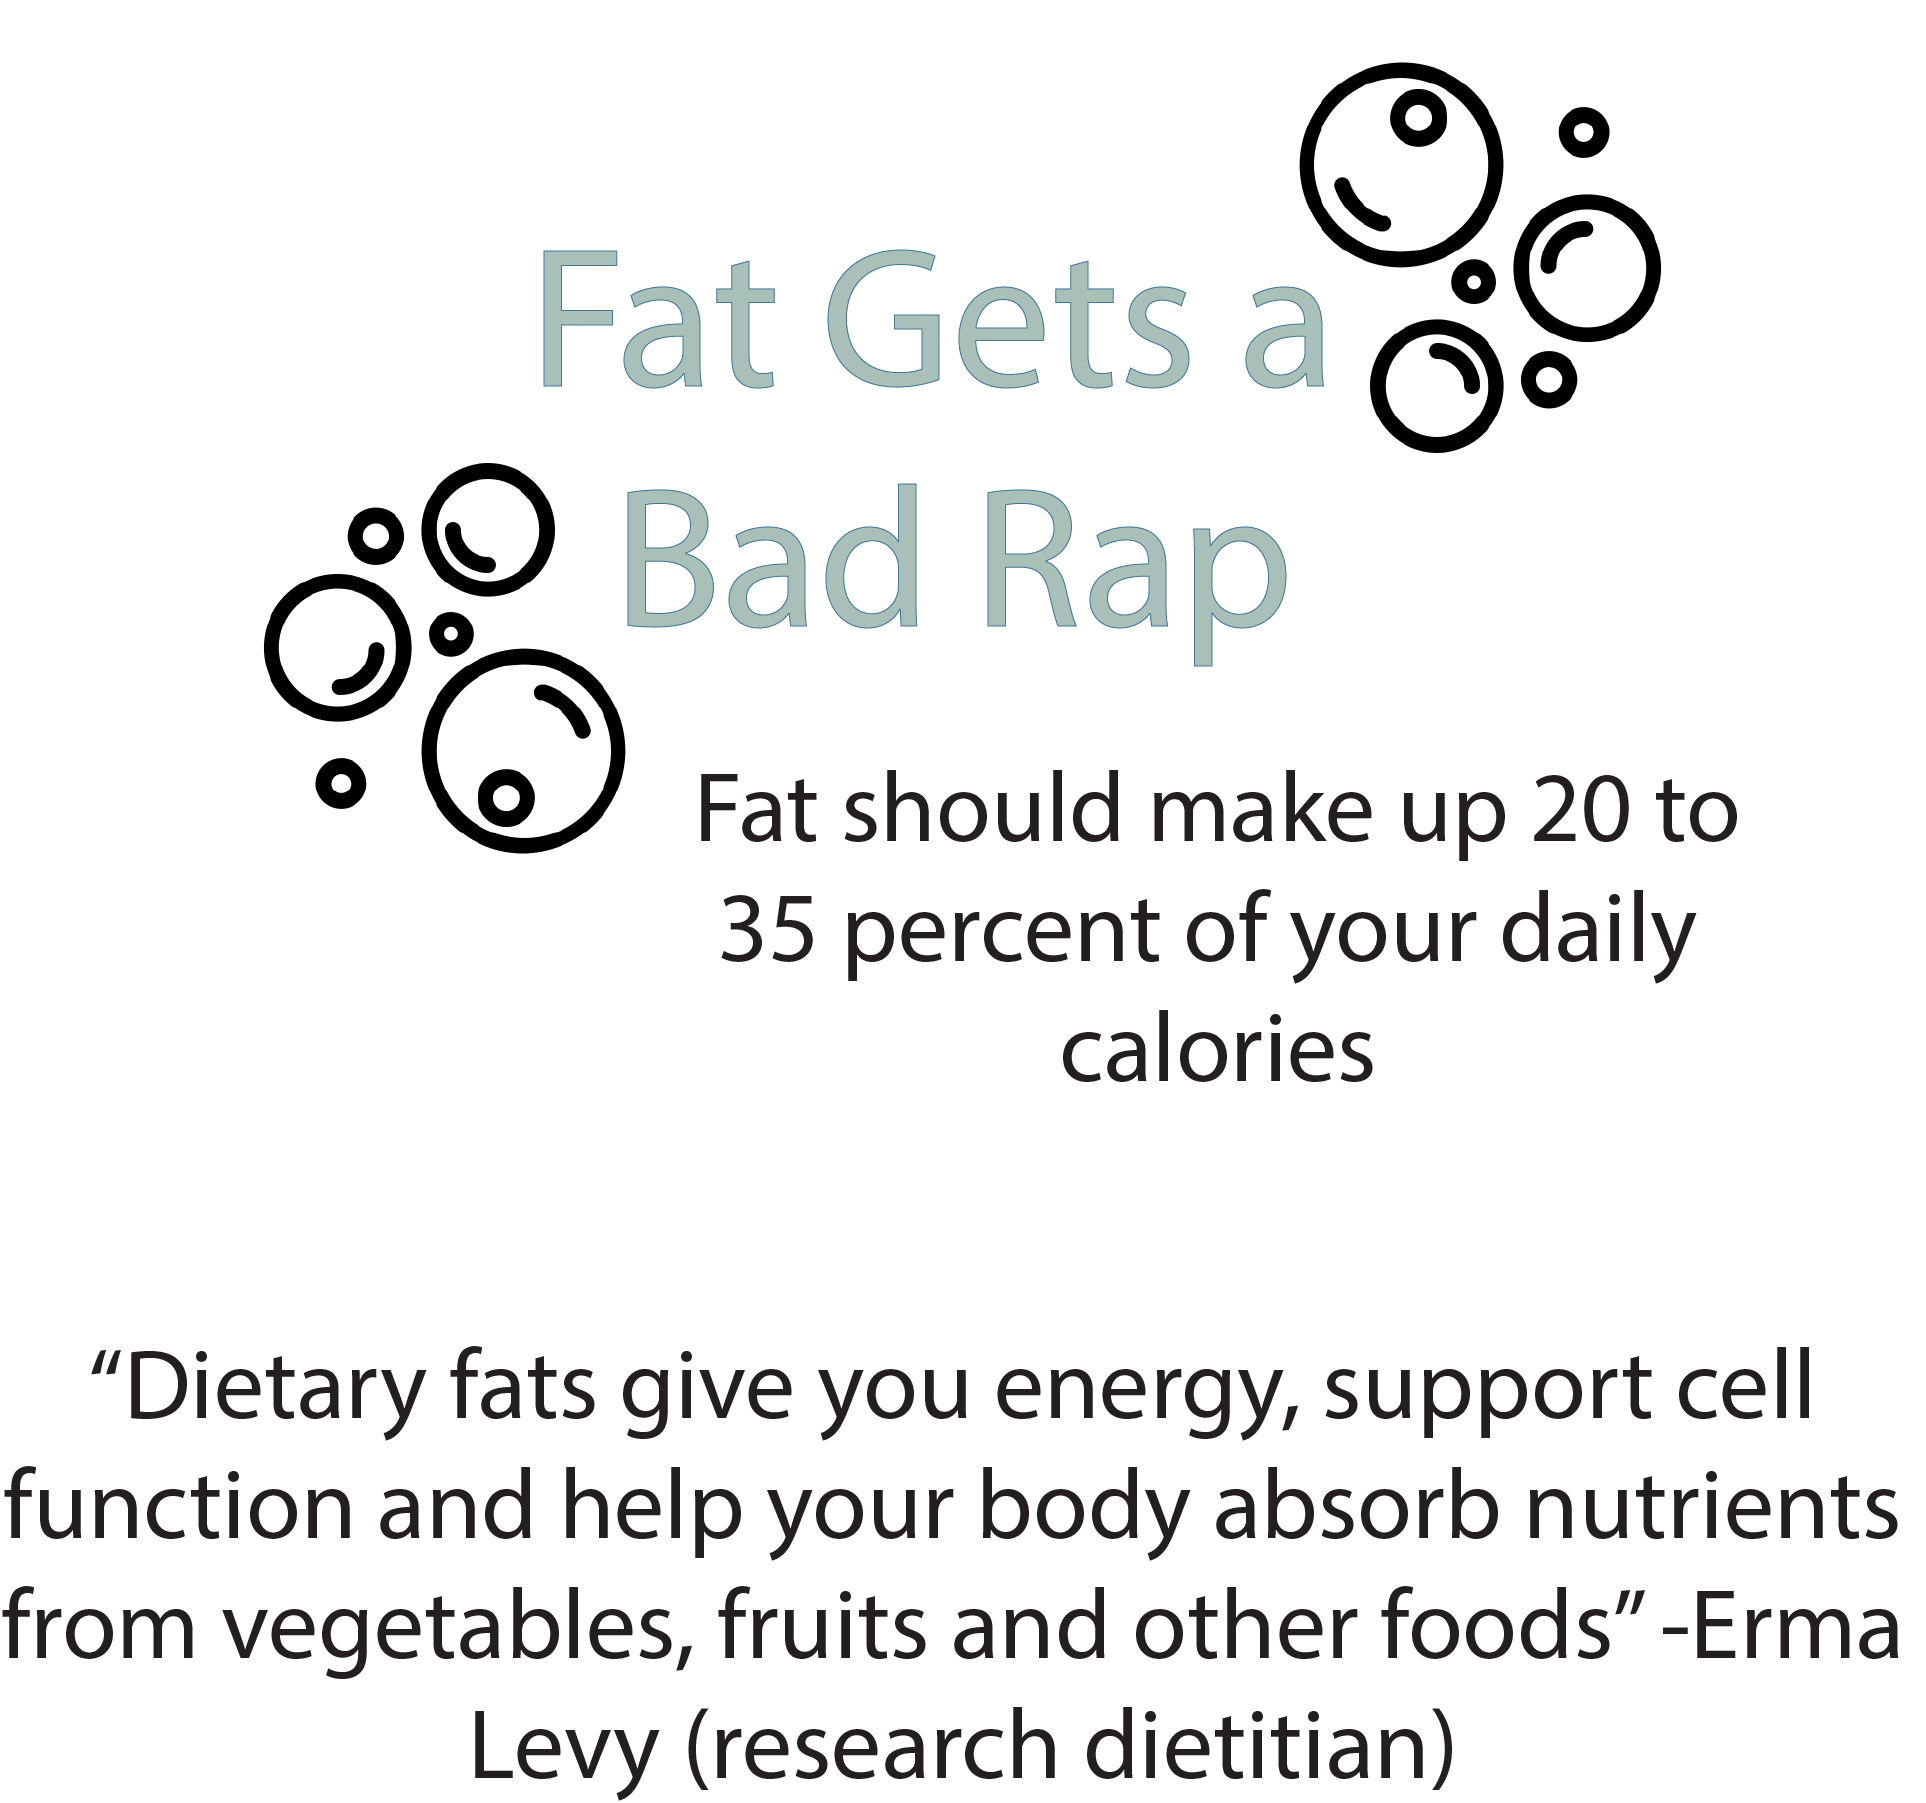 Fat Gets a
Bad Rap
Fat should make up 20 to
35 percent of your daily
calories
“Dietary fats give you energy, support cell
function and help your body absorb nutrients
from vegetables, fruits and other foods” -Erma
Levy (research dietitian)